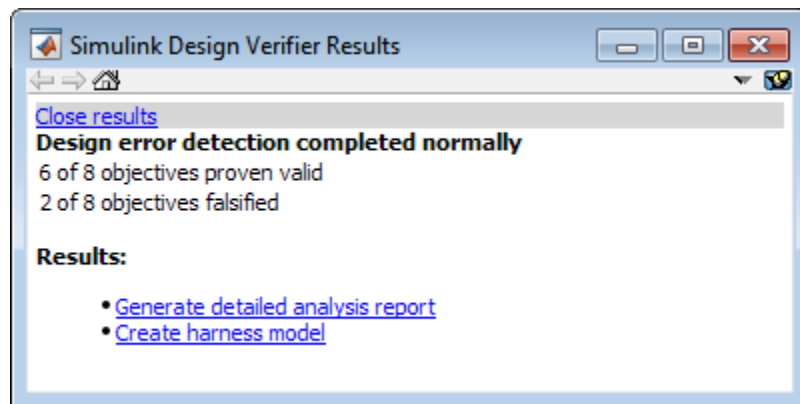 Simulink Design Verifier Results
Close results
Design error detection completed normally
6 of 8 objectives proven valid
2 of 8 objectives falsified
Results:
• Generate detailed analysis report
• Create harness model